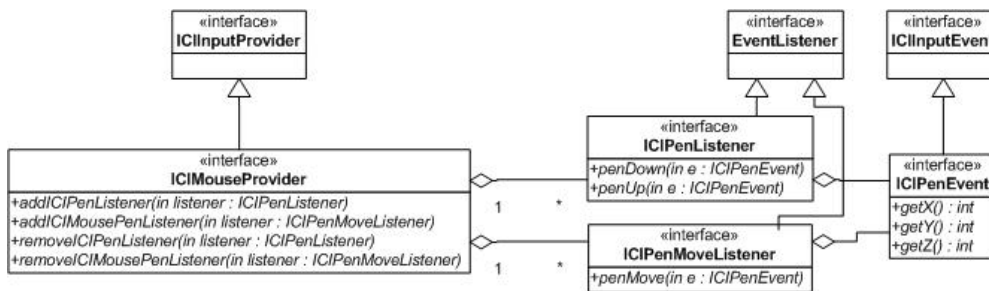 «interface»
ICIInputProvider
«interface»
EventListener
«interface»
ICIInputEvent
«interface»
ICIMouseProvider
+addICIPenListener(in listener : ICIPenListener)
+addICIMousePenListener(in listener : ICIPenMoveListener)
+removeICIPenListener(in listener : ICIPenListener)
+removeICIMousePenListener(in listener : ICIPenMoveListener)
1
*
1
*
«interface»
ICIPenListener
+penDown(in e : ICIPenEvent)
+penUp(in e : ICIPenEvent)
«interface»
ICIPenMoveListener
+penMove(in e : ICIPenEvent)
«interface»
ICIPenEvent
+getX() : int
+getY() : int
+getZ() : int